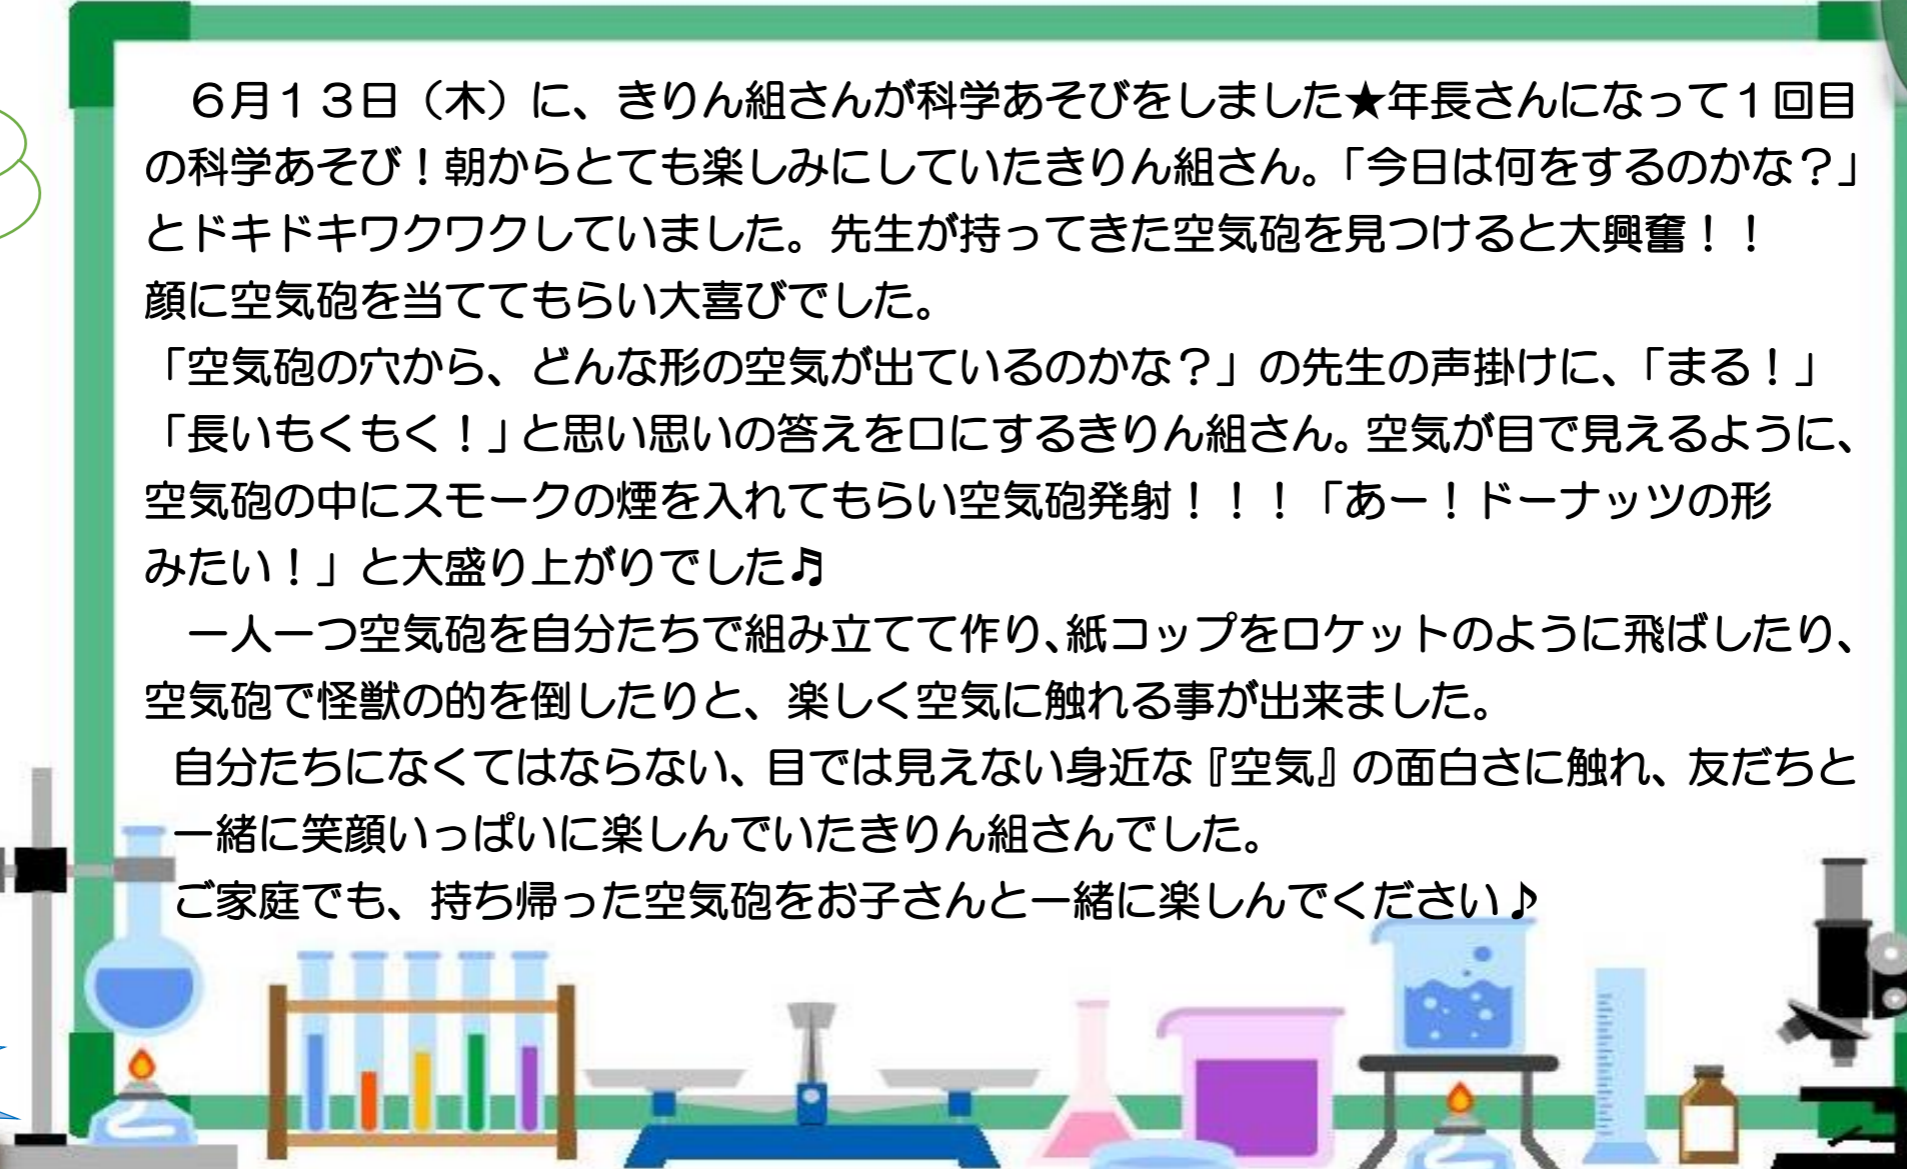 ６月１３日（木）に、きりん組さんが科学あそびをしました★年長さんになって１回目
の科学あそび！朝からとても楽しみにしていたきりん組さん。「今日は何をするのかな？」
とドキドキワクワクしていました。先生が持ってきた空気砲を見つけると大興奮！！
顔に空気砲を当ててもらい大喜びでした。
「空気砲の穴から、どんな形の空気が出ているのかな？」の先生の声掛けに、「まる！」
「長いもくもく！」と思い思いの答えを口にするきりん組さん。空気が目で見えるように、
空気砲の中にスモークの煙を入れてもらい空気砲発射！！！「あー！ドーナッツの形
みたい！」と大盛り上がりでした♬
　一人一つ空気砲を自分たちで組み立てて作り、紙コップをロケットのように飛ばしたり、
空気砲で怪獣の的を倒したりと、楽しく空気に触れる事が出来ました。
自分たちになくてはならない、目では見えない身近な『空気』の面白さに触れ、友だちと
一緒に笑顔いっぱいに楽しんでいたきりん組さんでした。
ご家庭でも、持ち帰った空気砲をお子さんと一緒に楽しんでください♪